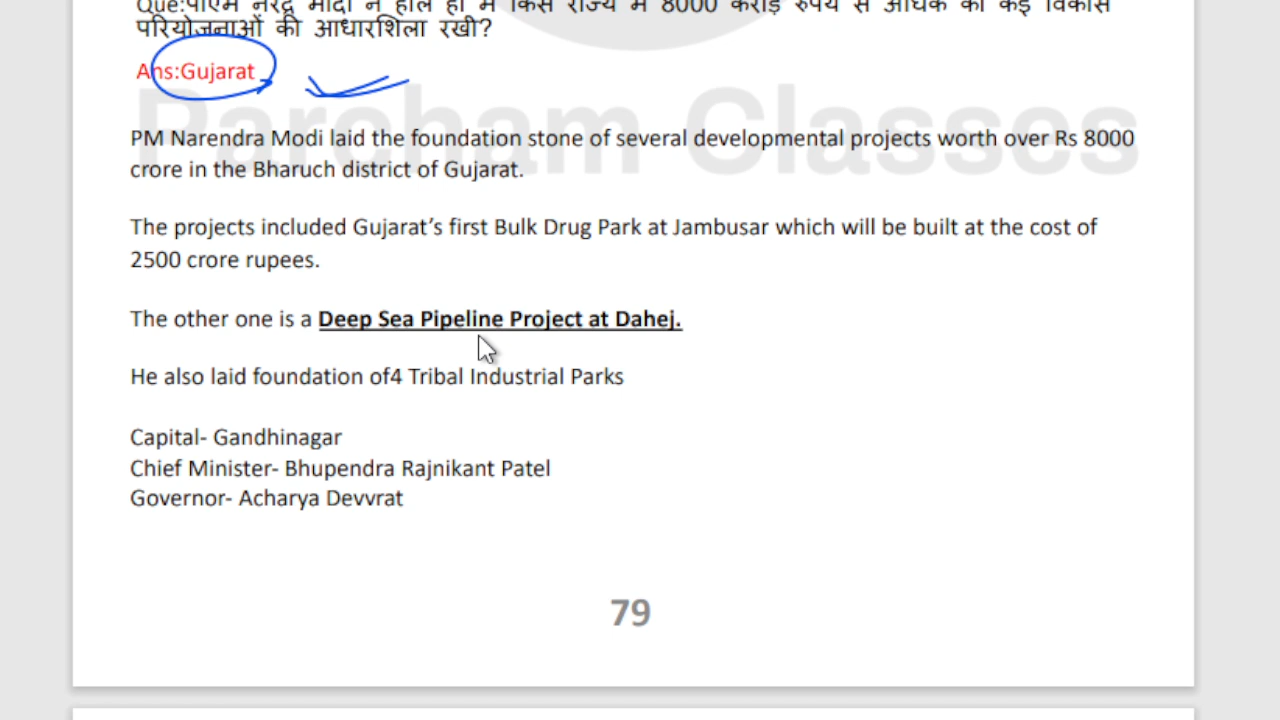 Que:पीएम नरेंद्र मोदी ने हाल ही में किस राज्य में 8000 करोड़ रुपये से अधिक की कई विकास
परियोजनाओं की आधारशिला रखी?
Ans:Gujarat
Parcham Classes
PM Narendra Modi laid the foundation stone of several developmental projects worth over Rs 8000
crore in the Bharuch district of Gujarat.
The projects included Gujarat’s first Bulk Drug Park at Jambusar which will be built at the cost of
2500 crore rupees.
The other one is a Deep Sea Pipeline Project at Dahej.
He also laid foundation of4 Tribal Industrial Parks
Capital- Gandhinagar
Chief Minister- Bhupendra Rajnikant Patel
Governor- Acharya Devvrat
79